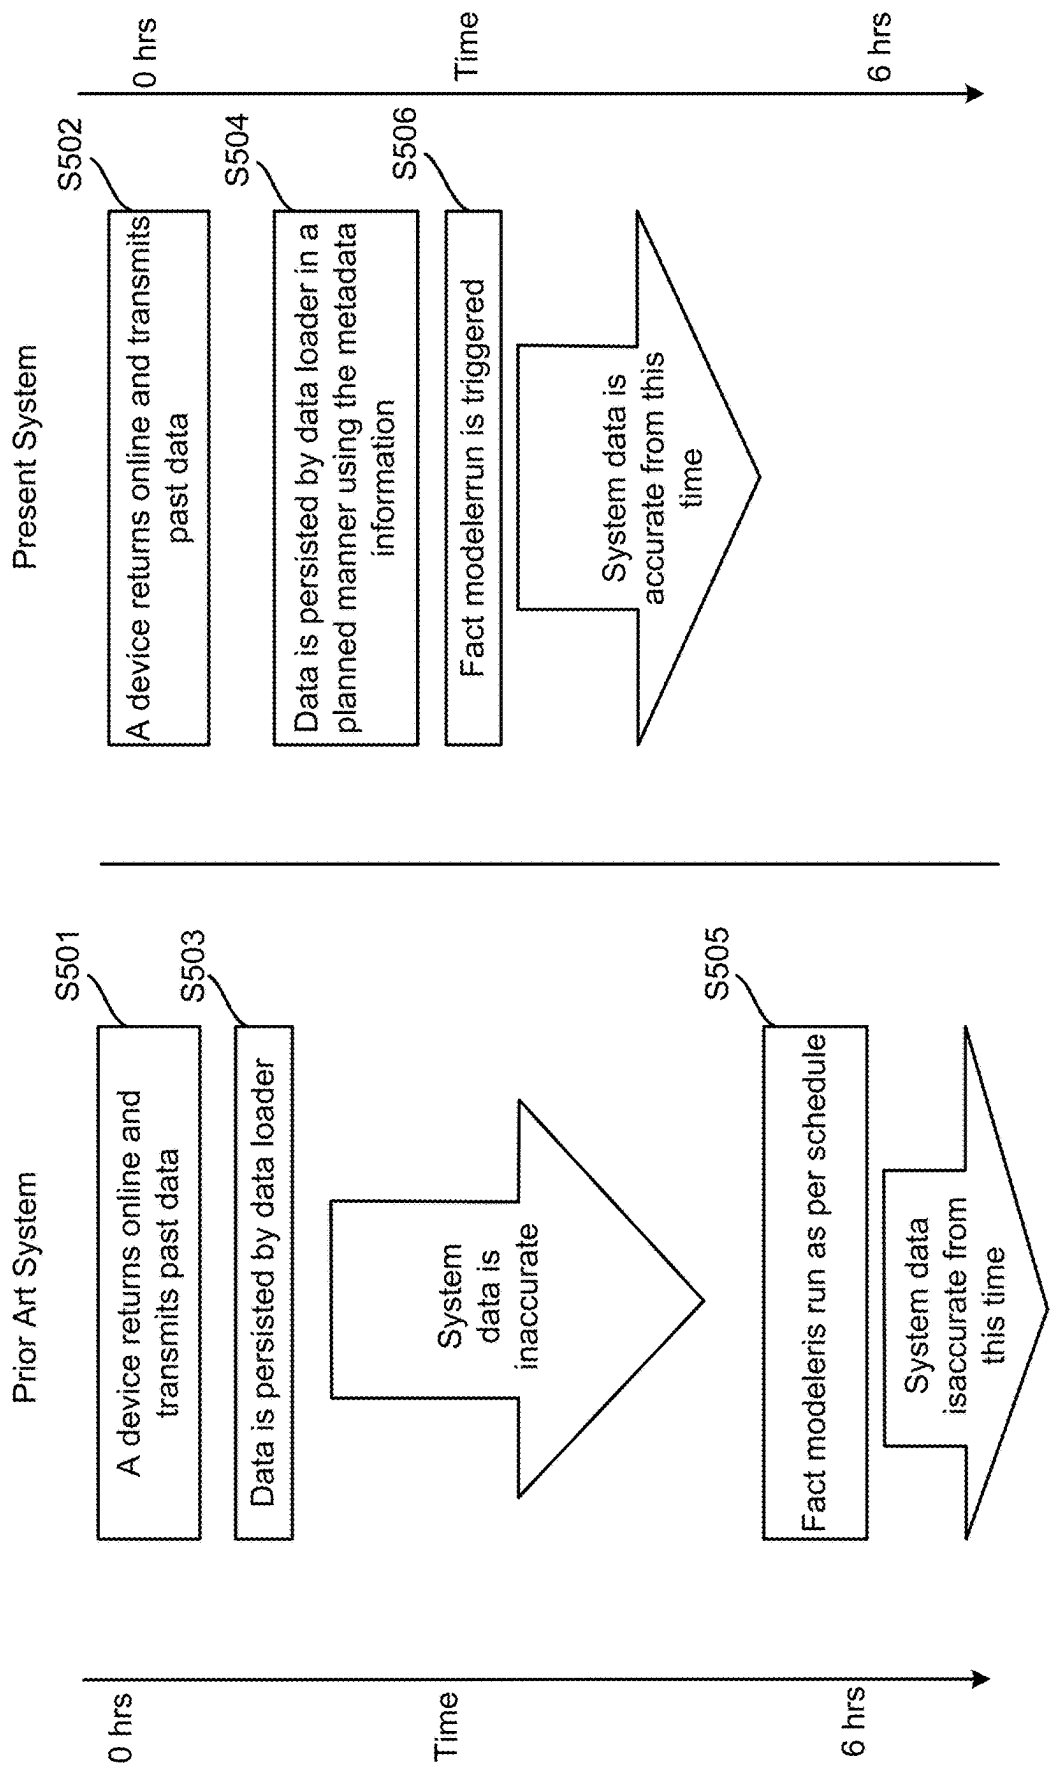 Prior Art System
Present System
0 hrs
Time
6 hrs
S501
A device returns online and
transmits past data
S503
Data is persisted by data loader
System
data is
inaccurate
S505
Fact modeleris run as per schedule
System data
isaccurate from
this time
S502
A device returns online and transmits
past data
S504
Data is persisted by data loader in a
planned manner using the metadata
information
S506
Fact modelerrun is triggered
System data is
accurate from this
time
0 hrs
Time
6 hrs